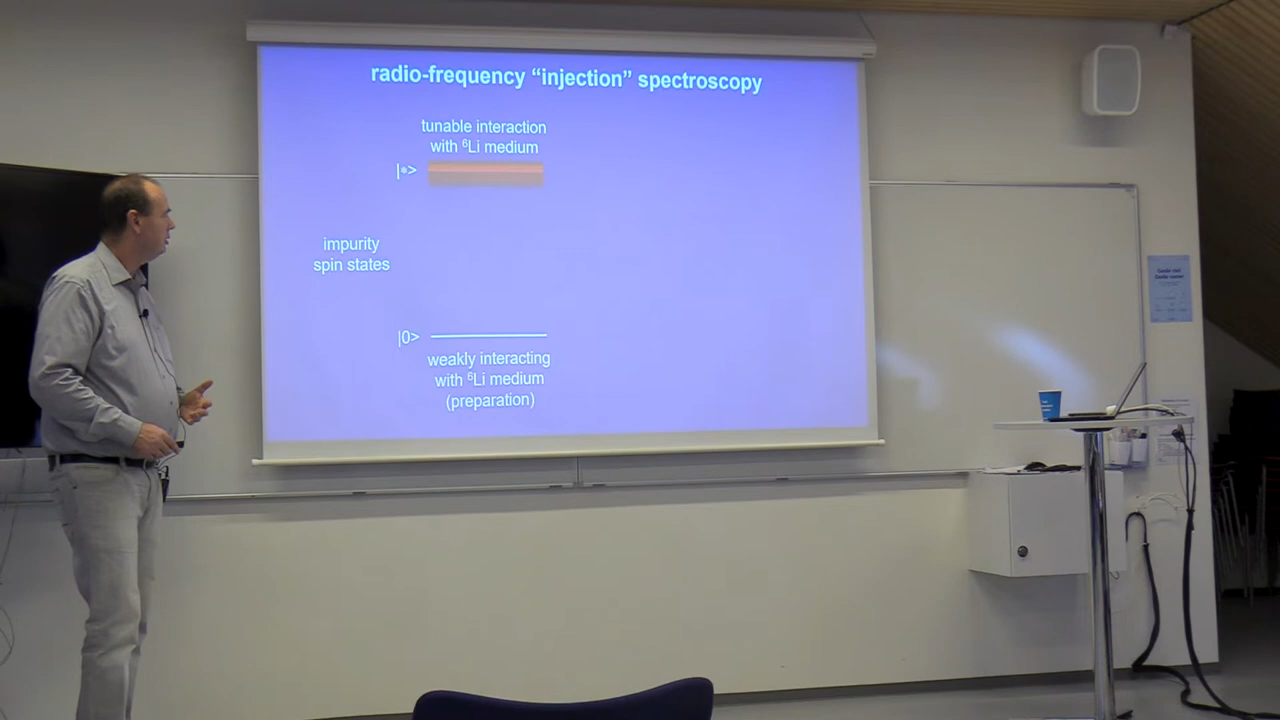 radio-frequency “injection” spectroscopy
tunable interaction
with ⁶Li medium
|*>
impurity
spin states
|0>
weakly interacting
with ⁶Li medium
(preparation)